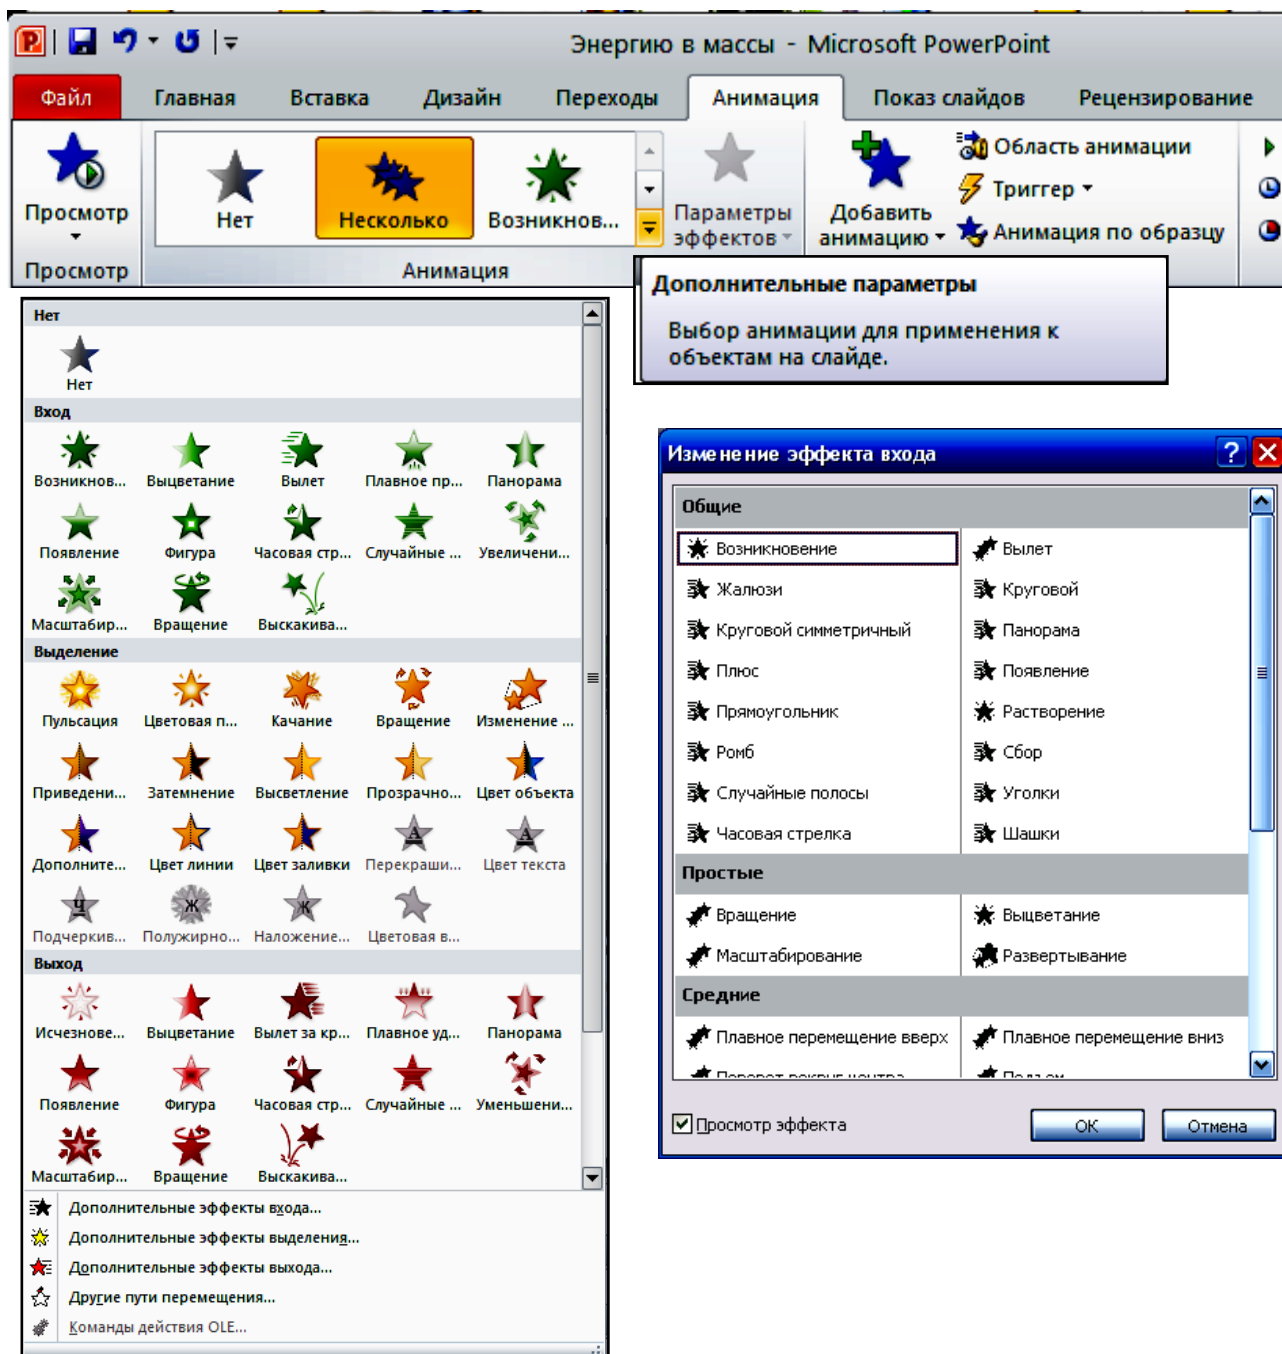 Энергию в массы - Microsoft PowerPoint
Файл Главная Вставка Дизайн Переходы Анимация Показ слайдов Рецензирование
Просмотр
Нет
Несколько
Возникнов...
Параметры эффектов
Добавить анимацию
Область анимации
Триггер
Анимация по образцу
Просмотр
Анимация
Дополнительные параметры
Выбор анимации для применения к
объектам на слайде.
Нет
Нет
Вход
Возникнов... Выцветание Вылет Плавное пр... Панорама
Появление Фигура Часовая стр... Случайные ... Увеличени...
Масштабир... Вращение Выскакива...
Выделение
Пульсация Цветовая п... Качание Вращение Изменение ...
Приведени... Затемнение Высветление Прозрачно... Цвет объекта
Дополните... Цвет линии Цвет заливки Перекраши... Цвет текста
Подчеркив... Полужирно... Наложение... Цветовая в...
Выход
Исчезнове... Выцветание Вылет за кр... Плавное уд... Панорама
Появление Фигура Часовая стр... Случайные ... Уменьшени...
Масштабир... Вращение Выскакива...
Дополнительные эффекты входа...
Дополнительные эффекты выделения...
Дополнительные эффекты выхода...
Другие пути перемещения...
Команды действия OLE...
Изменение эффекта входа
Общие
Возникновение Вылет
Жалюзи Круговой
Круговой симметричный Панорама
Плюс Появление
Прямоугольник Растворение
Ромб Сбор
Случайные полосы Уголки
Часовая стрелка Шашки
Простые
Вращение Выцветание
Масштабирование Развертывание
Средние
Плавное перемещение вверх Плавное перемещение вниз
Просмотр эффекта
ОК Отмена